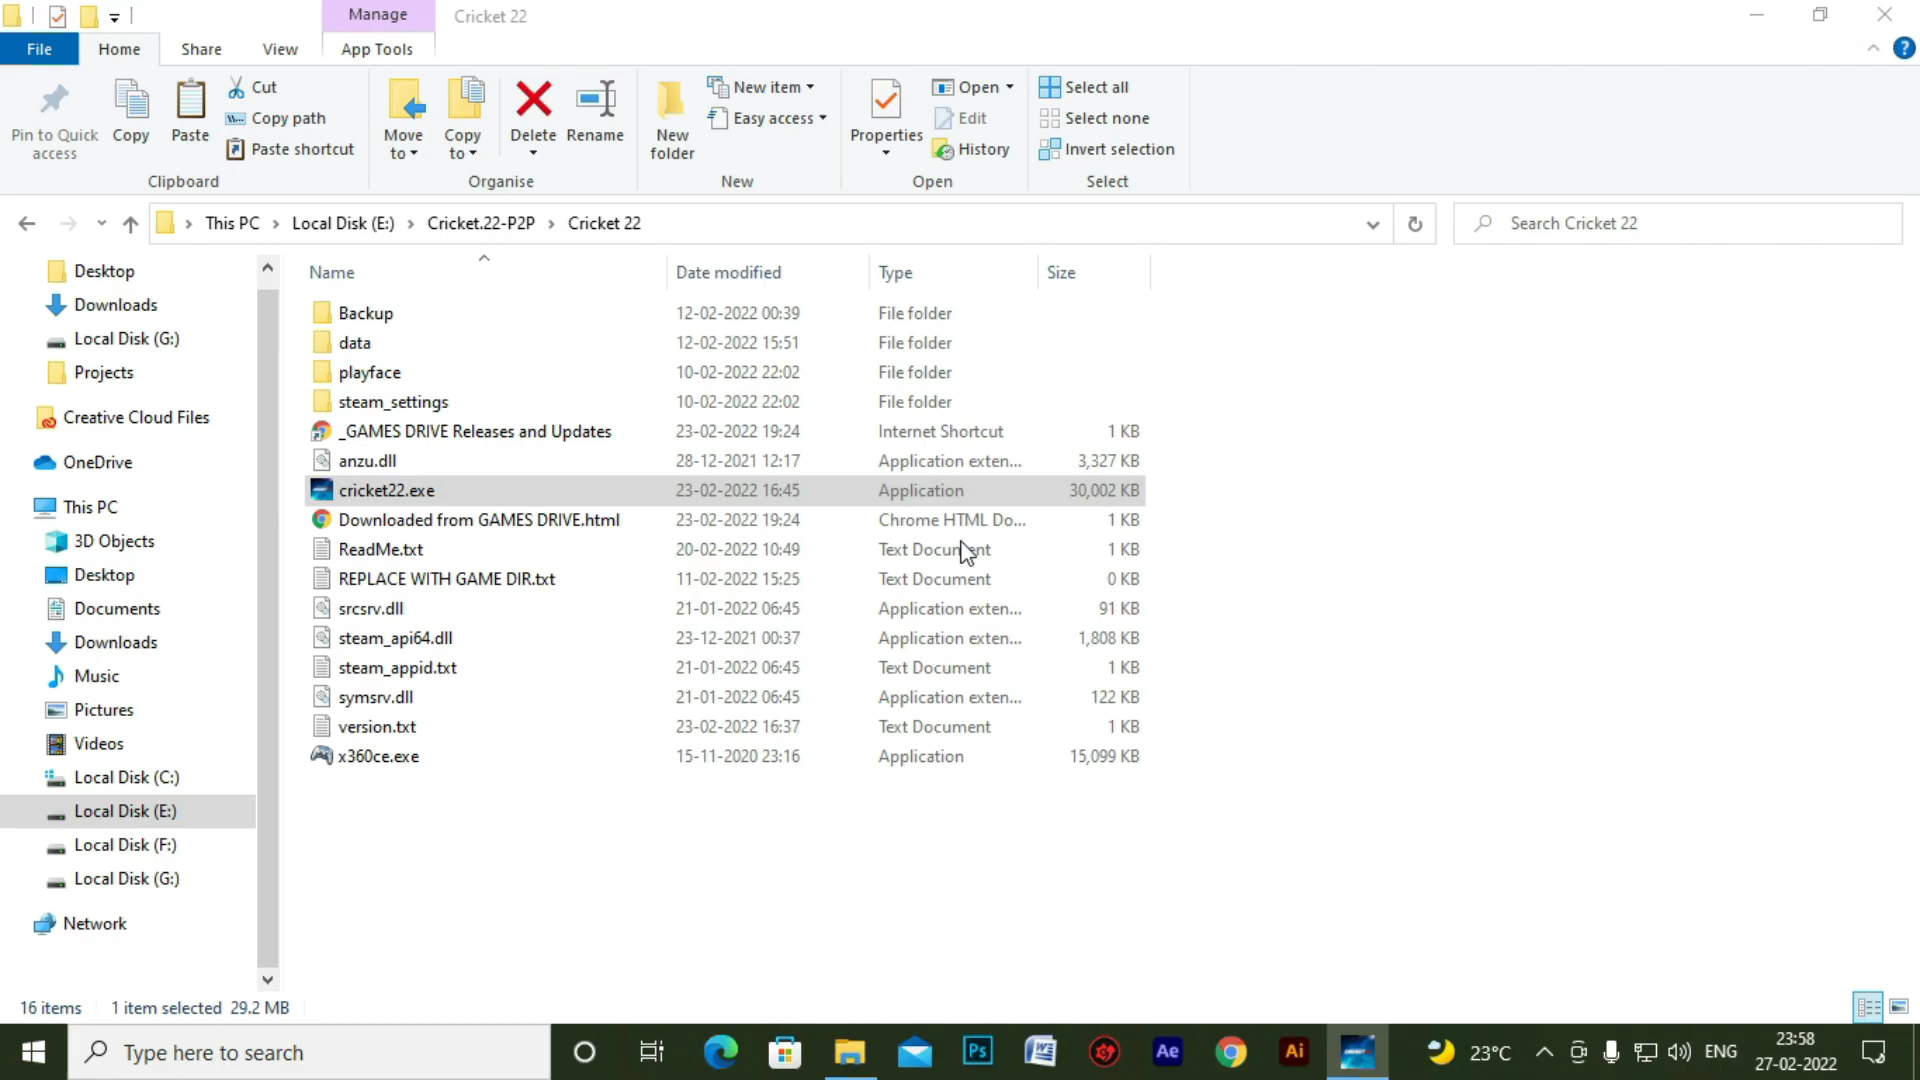 Manage
Cricket 22
File
Home
Share
View
App Tools
Pin to Quick
access
Copy
Paste
Cut
Copy path
Paste shortcut
Clipboard
Move
to
Copy
to
Delete
Rename
Organise
New
folder
New item
Easy access
New
Properties
Open
Edit
History
Open
Select all
Select none
Invert selection
Select
This PC
Local Disk (E:)
Cricket.22-P2P
Cricket 22
Search Cricket 22
Desktop
Downloads
Local Disk (G:)
Projects
Creative Cloud Files
OneDrive
This PC
3D Objects
Desktop
Documents
Downloads
Music
Pictures
Videos
Local Disk (C:)
Local Disk (E:)
Local Disk (F:)
Local Disk (G:)
Network
Name Date modified Type Size
Backup 12-02-2022 00:39 File folder
data 12-02-2022 15:51 File folder
playface 10-02-2022 22:02 File folder
steam_settings 10-02-2022 22:02 File folder
_GAMES DRIVE Releases and Updates 23-02-2022 19:24 Internet Shortcut 1 KB
anzu.dll 28-12-2021 12:17 Application exten... 3,327 KB
cricket22.exe 23-02-2022 16:45 Application 30,002 KB
Downloaded from GAMES DRIVE.html 23-02-2022 19:24 Chrome HTML Do... 1 KB
ReadMe.txt 20-02-2022 10:49 Text Document 1 KB
REPLACE WITH GAME DIR.txt 11-02-2022 15:25 Text Document 0 KB
srcsrv.dll 21-01-2022 06:45 Application exten... 91 KB
steam_api64.dll 23-12-2021 00:37 Application exten... 1,808 KB
steam_appid.txt 21-01-2022 06:45 Text Document 1 KB
symsrv.dll 21-01-2022 06:45 Application exten... 122 KB
version.txt 23-02-2022 16:37 Text Document 1 KB
x360ce.exe 15-11-2020 23:16 Application 15,099 KB
16 items 1 item selected 29.2 MB
Type here to search
Ps
Ae
Ai
23°C
ENG
23:58
27-02-2022